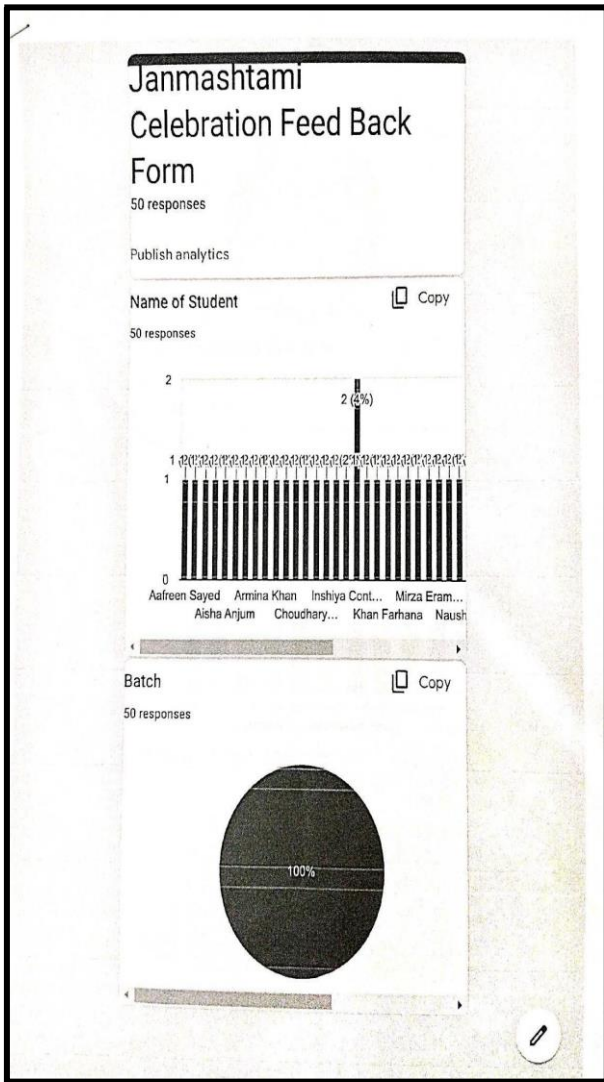 Janmashtami
Celebration Feed Back
Form
50 responses
Publish analytics
Name of Student
Copy
50 responses
2
2 (4%)
1
1
0
Aafreen Sayed Armina Khan Inshiya Cont... Mirza Eram...
Aisha Anjum Choudhary... Khan Farhana Naush
Batch
Copy
50 responses
100%